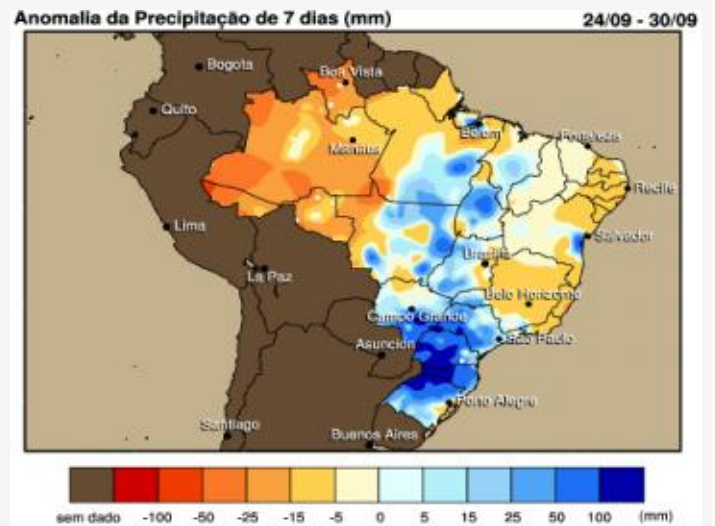 Anomalia da Precipitação de 7 dias (mm) 24/09 - 30/09
Bogota
Boa Vista
Quito
Belem
Fortaleza
Manaus
Recife
Lima
Salvador
Brasilia
La Paz
Belo Horizonte
Campo Grande
São Paulo
Asuncion
Porto Alegre
Santiago
Buenos Aires
sem dado -100 -50 -25 -15 -5 0 5 15 25 50 100 (mm)